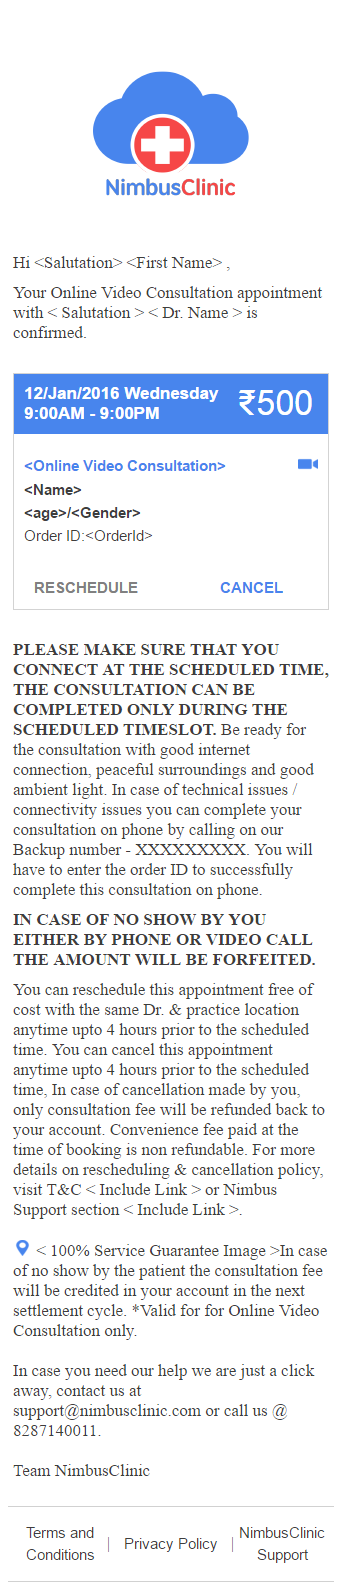 NimbusClinic
Hi <Salutation> <First Name> ,
Your Online Video Consultation appointment
with < Salutation > < Dr. Name > is
confirmed.
12/Jan/2016 Wednesday
9:00AM - 9:00PM
₹500
<Online Video Consultation>
<Name>
<age>/<Gender>
Order ID:<OrderId>
RESCHEDULE CANCEL
PLEASE MAKE SURE THAT YOU
CONNECT AT THE SCHEDULED TIME,
THE CONSULTATION CAN BE
COMPLETED ONLY DURING THE
SCHEDULED TIMESLOT. Be ready for
the consultation with good internet
connection, peaceful surroundings and good
ambient light. In case of technical issues /
connectivity issues you can complete your
consultation on phone by calling on our
Backup number - XXXXXXXXX. You will
have to enter the order ID to successfully
complete this consultation on phone.
IN CASE OF NO SHOW BY YOU
EITHER BY PHONE OR VIDEO CALL
THE AMOUNT WILL BE FORFEITED.
You can reschedule this appointment free of
cost with the same Dr. & practice location
anytime upto 4 hours prior to the scheduled
time. You can cancel this appointment
anytime upto 4 hours prior to the scheduled
time, In case of cancellation made by you,
only consultation fee will be refunded back to
your account. Convenience fee paid at the
time of booking is non refundable. For more
details on rescheduling & cancellation policy,
visit T&C < Include Link > or Nimbus
Support section < Include Link >.
< 100% Service Guarantee Image >In case
of no show by the patient the consultation fee
will be credited in your account in the next
settlement cycle. *Valid for for Online Video
Consultation only.
In case you need our help we are just a click
away, contact us at
support@nimbusclinic.com or call us @
8287140011.
Team NimbusClinic
Terms and
Conditions
Privacy Policy
NimbusClinic
Support